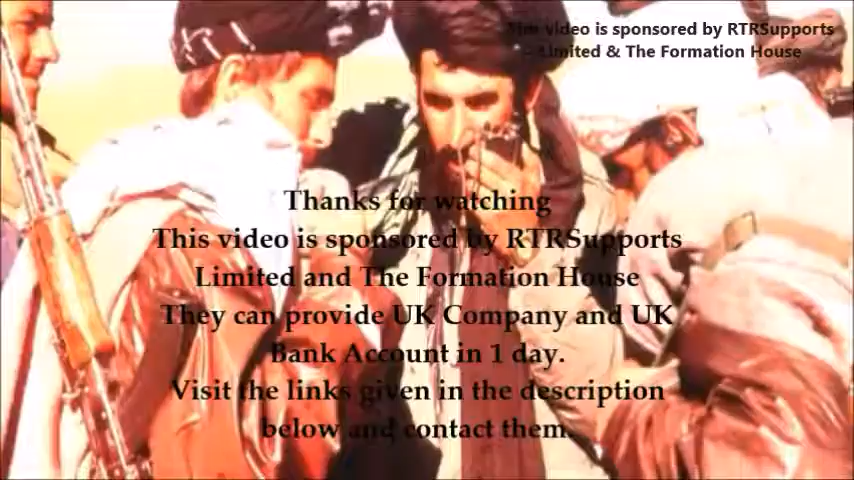 This video is sponsored by RTRSupports
- Limited & The Formation House
Thanks for watching
This video is sponsored by RTRSupports
Limited and The Formation House
They can provide UK Company and UK
Bank Account in 1 day.
Visit the links given in the description
below and contact them.